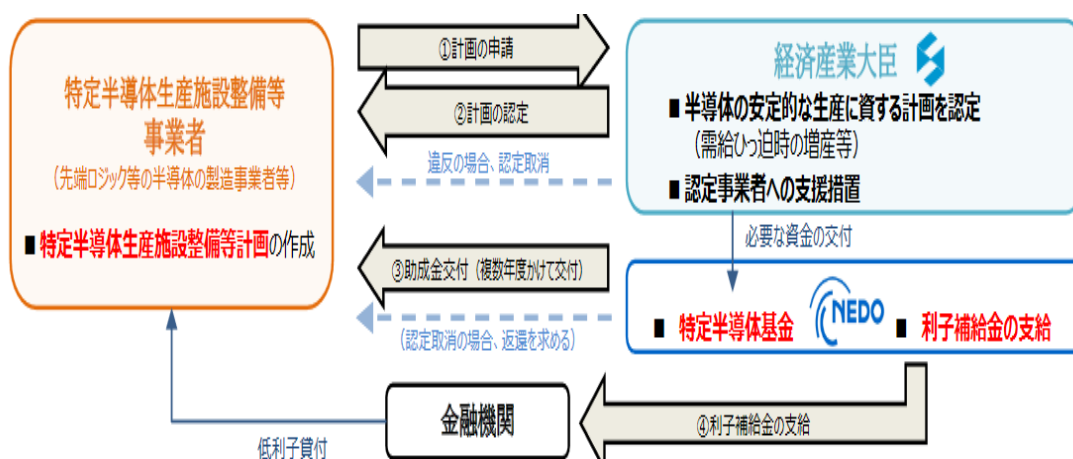 特定半導体生産施設整備等
事業者
(先端ロジック等の半導体の製造事業者等)
■ 特定半導体生産施設整備等計画の作成
①計画の申請
②計画の認定
違反の場合、認定取消
経済産業大臣
■ 半導体の安定的な生産に資する計画を認定
(需給ひっ迫時の増産等)
■ 認定事業者への支援措置
必要な資金の交付
③助成金交付(複数年度かけて交付)
(認定取消の場合、返還を求める)
■ 特定半導体基金
NEDO
■ 利子補給金の支給
④利子補給金の支給
金融機関
低利子貸付